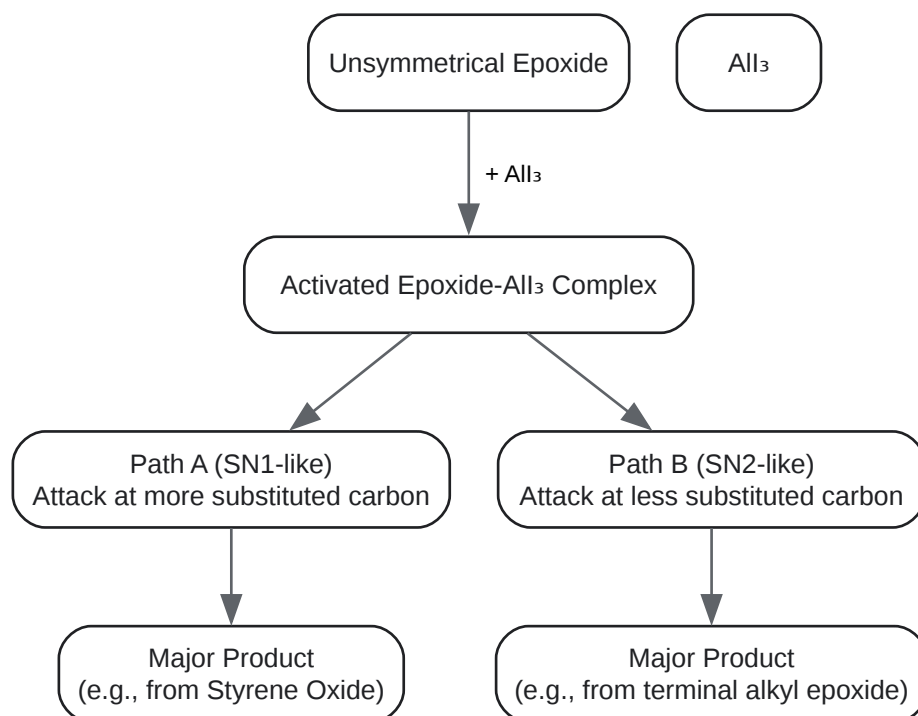 Unsymmetrical Epoxide
AlI₃
+ AlI₃
Activated Epoxide-AlI₃ Complex
Path A (SN1-like)
Attack at more substituted carbon
Path B (SN2-like)
Attack at less substituted carbon
Major Product
(e.g., from Styrene Oxide)
Major Product
(e.g., from terminal alkyl epoxide)